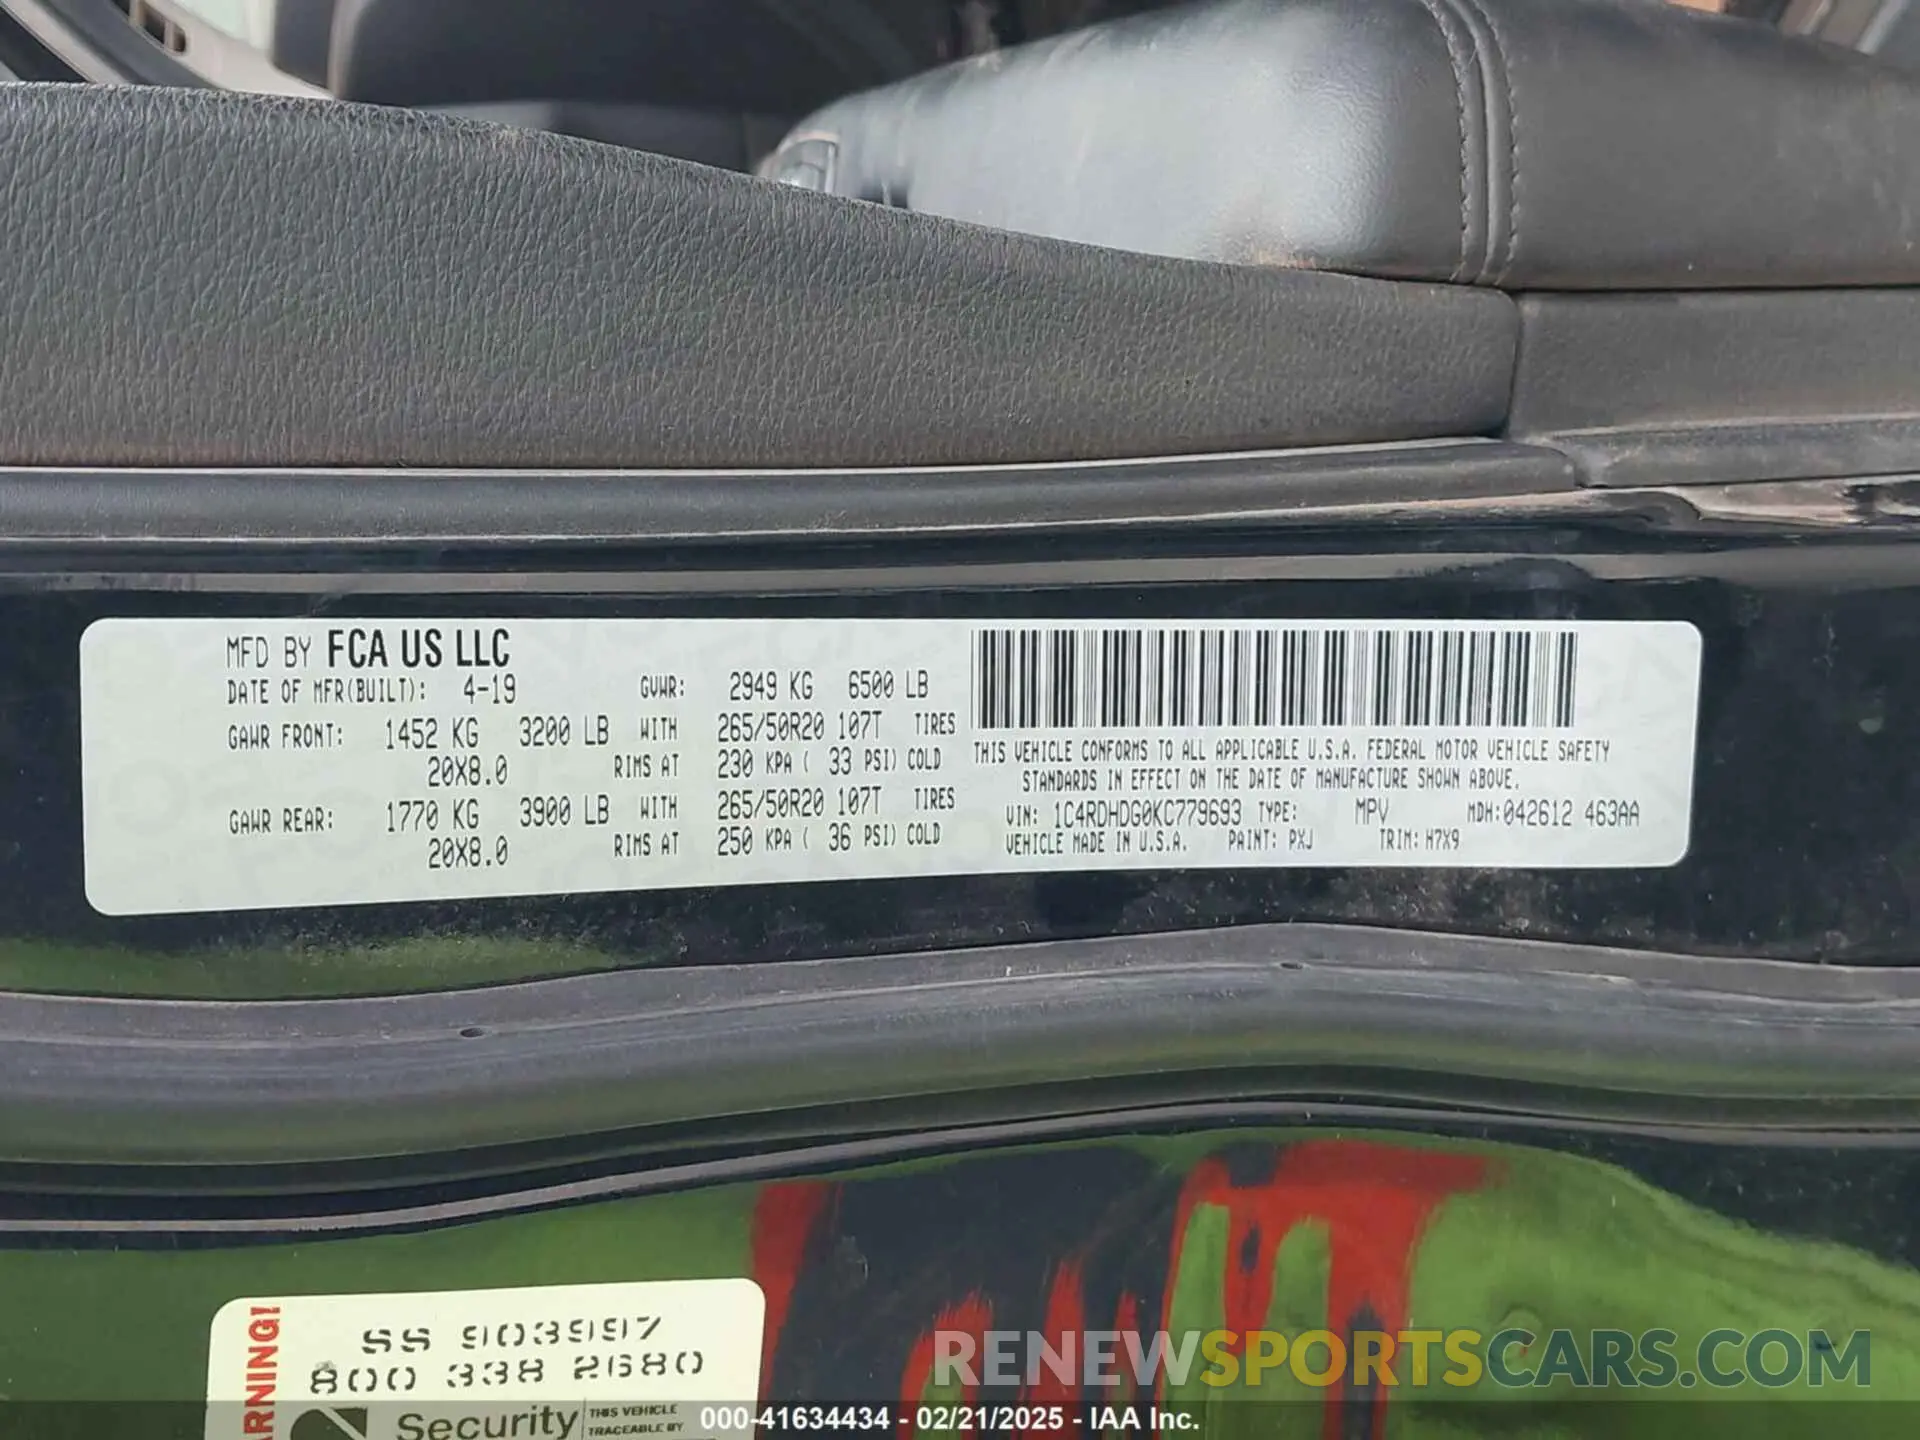 MFD BY FCA US LLC
DATE OF MFR(BUILT): 4-19 GVWR: 2949 KG 6500 LB
GAWR FRONT: 1452 KG 3200 LB WITH 265/50R20 107T TIRES
20X8.0 RIMS AT 230 KPA ( 33 PSI) COLD
GAWR REAR: 1770 KG 3900 LB WITH 265/50R20 107T TIRES
20X8.0 RIMS AT 250 KPA ( 36 PSI) COLD
THIS VEHICLE CONFORMS TO ALL APPLICABLE U.S.A. FEDERAL MOTOR VEHICLE SAFETY
STANDARDS IN EFFECT ON THE DATE OF MANUFACTURE SHOWN ABOVE.
VIN: 1C4RDHDG0KC779693 TYPE: MPV MDH:042612 463AA
VEHICLE MADE IN U.S.A. PAINT: PXJ TRIM: H7X9
SS 903997
800 338 2680
Security
THIS VEHICLE
TRACEABLE BY
RENEWSPORTSCARS.COM
000-41634434 - 02/21/2025 - IAA Inc.